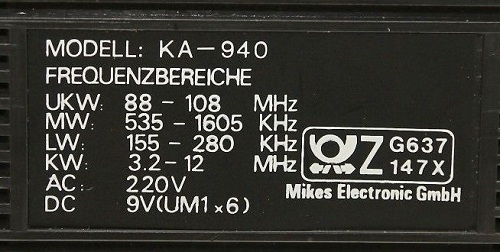 MODELL: KA-940
FREQUENZBEREICHE
UKW: 88 - 108 MHz
MW: 535 - 1605 KHz
LW: 155 - 280 KHz
KW: 3.2 - 12 MHz
AC: 220V
DC 9V (UM1×6)
Z G637
147X
Mikes Electronic GmbH